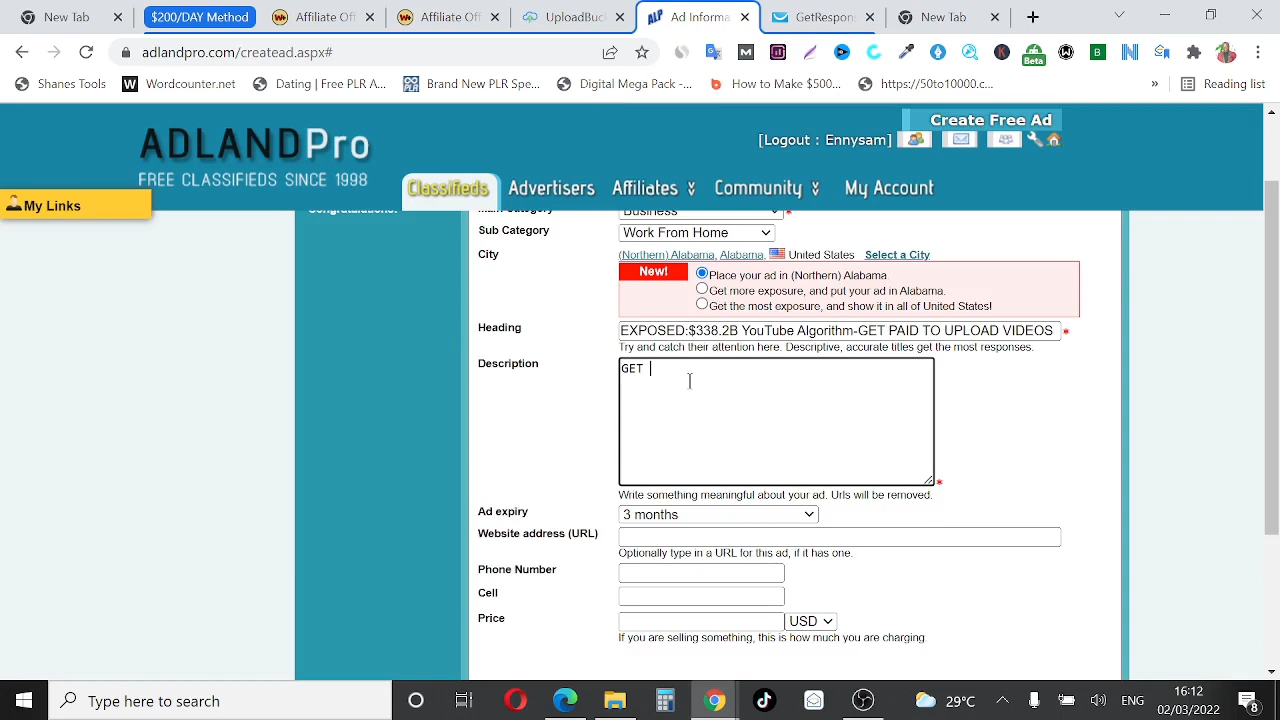 New Tab
$200/DAY Method
Affiliate Off
Affiliate Off
UploadBuc
Ad Informa
GetRespons
New Tab
adlandpro.com/createad.aspx#
Beta
Shanes Tools
Wordcounter.net
Dating | Free PLR A...
Brand New PLR Spe...
Digital Mega Pack -...
How to Make $500...
https://50to10000.c...
»
Reading list
ADLANDPro
FREE CLASSIFIEDS SINCE 1998
Create Free Ad
[Logout : Ennysam]
Classifieds
Advertisers
Affiliates
Community
My Account
My Links
Congratulations!
Main Category
Business
*
Sub Category
Work From Home
City
(Northern) Alabama, Alabama, United States Select a City
New!
Place your ad in (Northern) Alabama.
Get more exposure, and put your ad in Alabama.
Get the most exposure, and show it in all of United States!
Heading
EXPOSED:$338.2B YouTube Algorithm-GET PAID TO UPLOAD VIDEOS
*
Try and catch their attention here. Descriptive, accurate titles get the most responses.
Description
GET
*
Write something meaningful about your ad. Urls will be removed.
Ad expiry
3 months
Website address (URL)
Optionally type in a URL for this ad, if it has one.
Phone Number
Cell
Price
USD
If you are selling something, this is how much you are charging.
Type here to search
29°C
ENG
16:12
02/03/2022
8